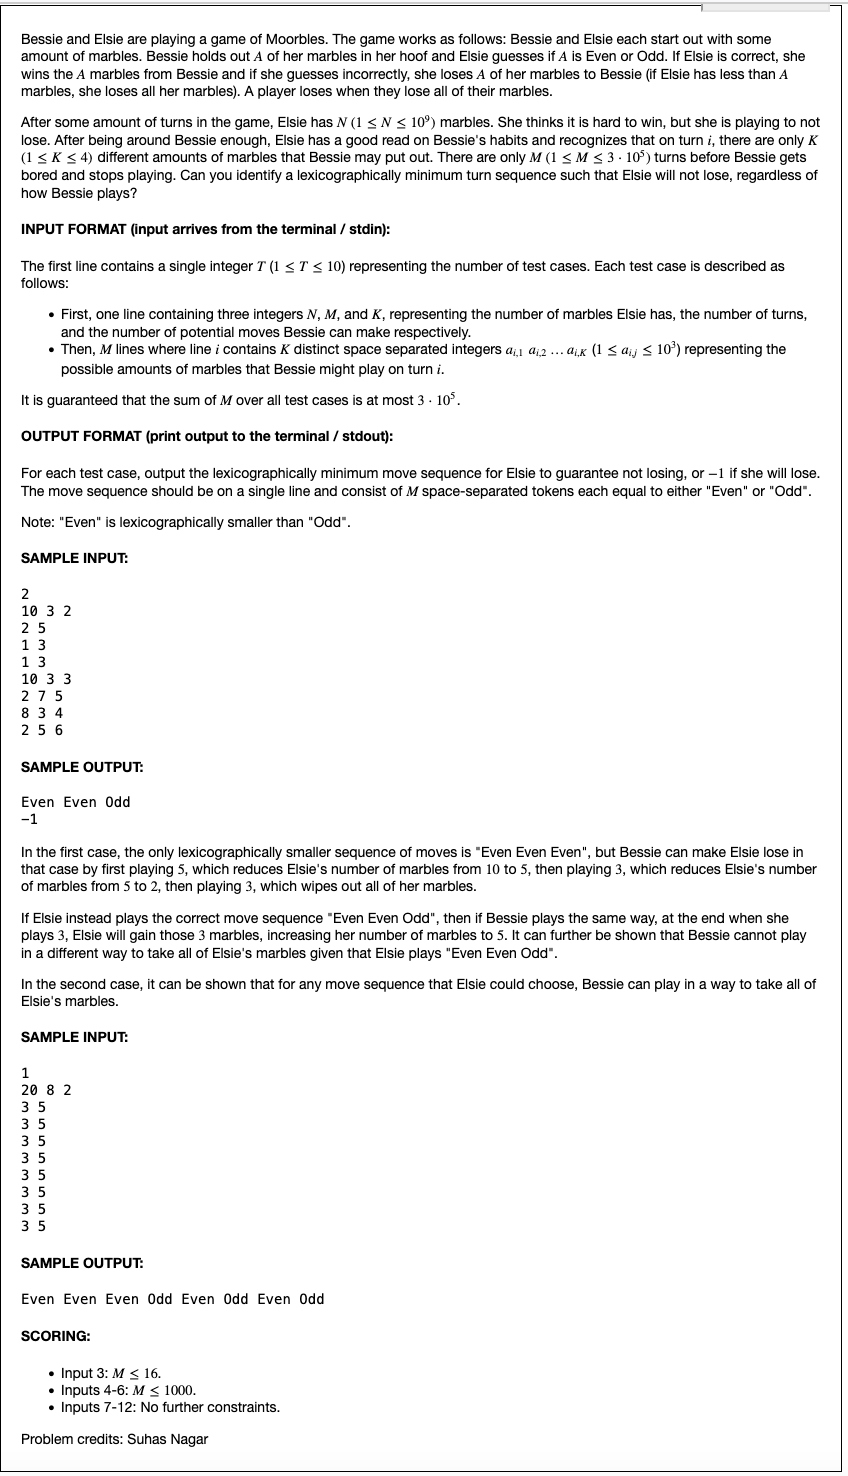 Bessie and Elsie are playing a game of Moorbles. The game works as follows: Bessie and Elsie each start out with some
amount of marbles. Bessie holds out A of her marbles in her hoof and Elsie guesses if A is Even or Odd. If Elsie is correct, she
wins the A marbles from Bessie and if she guesses incorrectly, she loses A of her marbles to Bessie (if Elsie has less than A
marbles, she loses all her marbles). A player loses when they lose all of their marbles.
After some amount of turns in the game, Elsie has N (1 ≤ N ≤ 10⁹) marbles. She thinks it is hard to win, but she is playing to not
lose. After being around Bessie enough, Elsie has a good read on Bessie's habits and recognizes that on turn i, there are only K
(1 ≤ K ≤ 4) different amounts of marbles that Bessie may put out. There are only M (1 ≤ M ≤ 3 · 10⁵) turns before Bessie gets
bored and stops playing. Can you identify a lexicographically minimum turn sequence such that Elsie will not lose, regardless of
how Bessie plays?
INPUT FORMAT (input arrives from the terminal / stdin):
The first line contains a single integer T (1 ≤ T ≤ 10) representing the number of test cases. Each test case is described as
follows:
• First, one line containing three integers N, M, and K, representing the number of marbles Elsie has, the number of turns,
and the number of potential moves Bessie can make respectively.
• Then, M lines where line i contains K distinct space separated integers aᵢ,₁ aᵢ,₂ … aᵢ,K (1 ≤ aᵢ,ⱼ ≤ 10³) representing the
possible amounts of marbles that Bessie might play on turn i.
It is guaranteed that the sum of M over all test cases is at most 3 · 10⁵.
OUTPUT FORMAT (print output to the terminal / stdout):
For each test case, output the lexicographically minimum move sequence for Elsie to guarantee not losing, or −1 if she will lose.
The move sequence should be on a single line and consist of M space-separated tokens each equal to either "Even" or "Odd".
Note: "Even" is lexicographically smaller than "Odd".
SAMPLE INPUT:
2
10 3 2
2 5
1 3
1 3
10 3 3
2 7 5
8 3 4
2 5 6
SAMPLE OUTPUT:
Even Even Odd
-1
In the first case, the only lexicographically smaller sequence of moves is "Even Even Even", but Bessie can make Elsie lose in
that case by first playing 5, which reduces Elsie's number of marbles from 10 to 5, then playing 3, which reduces Elsie's number
of marbles from 5 to 2, then playing 3, which wipes out all of her marbles.
If Elsie instead plays the correct move sequence "Even Even Odd", then if Bessie plays the same way, at the end when she
plays 3, Elsie will gain those 3 marbles, increasing her number of marbles to 5. It can further be shown that Bessie cannot play
in a different way to take all of Elsie's marbles given that Elsie plays "Even Even Odd".
In the second case, it can be shown that for any move sequence that Elsie could choose, Bessie can play in a way to take all of
Elsie's marbles.
SAMPLE INPUT:
1
20 8 2
3 5
3 5
3 5
3 5
3 5
3 5
3 5
3 5
SAMPLE OUTPUT:
Even Even Even Odd Even Odd Even Odd
SCORING:
• Input 3: M ≤ 16.
• Inputs 4-6: M ≤ 1000.
• Inputs 7-12: No further constraints.
Problem credits: Suhas Nagar